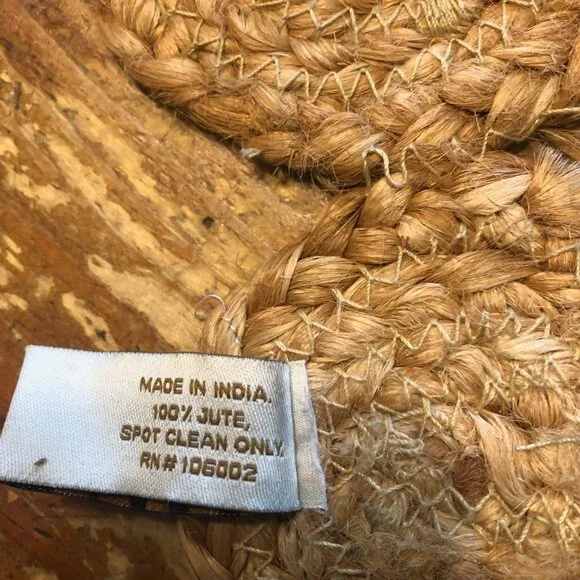 MADE IN INDIA.
100% JUTE,
SPOT CLEAN ONLY.
RN# 106002